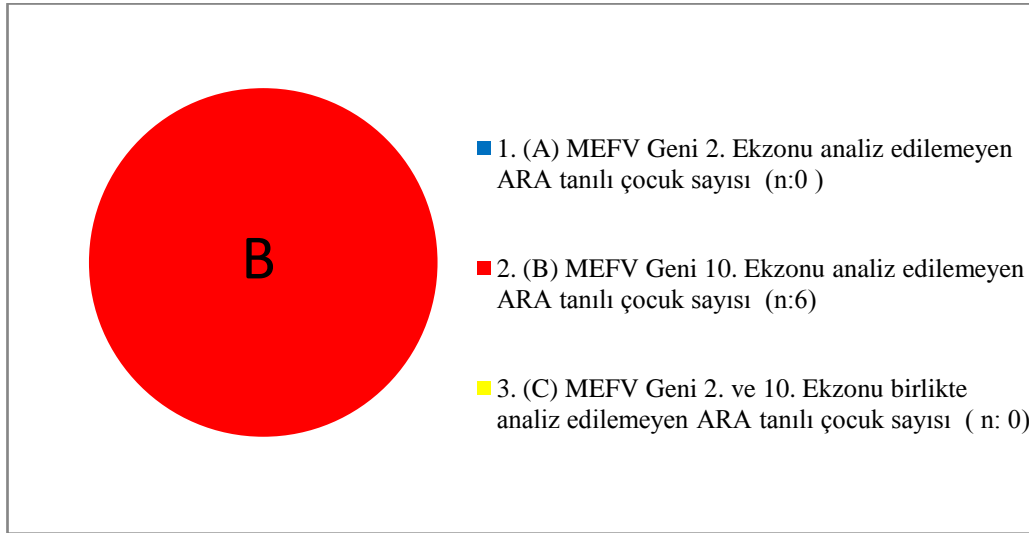 B
1. (A) MEFV Geni 2. Ekzonu analiz edilemeyen
ARA tanılı çocuk sayısı (n:0 )
2. (B) MEFV Geni 10. Ekzonu analiz edilemeyen
ARA tanılı çocuk sayısı (n:6)
3. (C) MEFV Geni 2. ve 10. Ekzonu birlikte
analiz edilemeyen ARA tanılı çocuk sayısı ( n: 0)